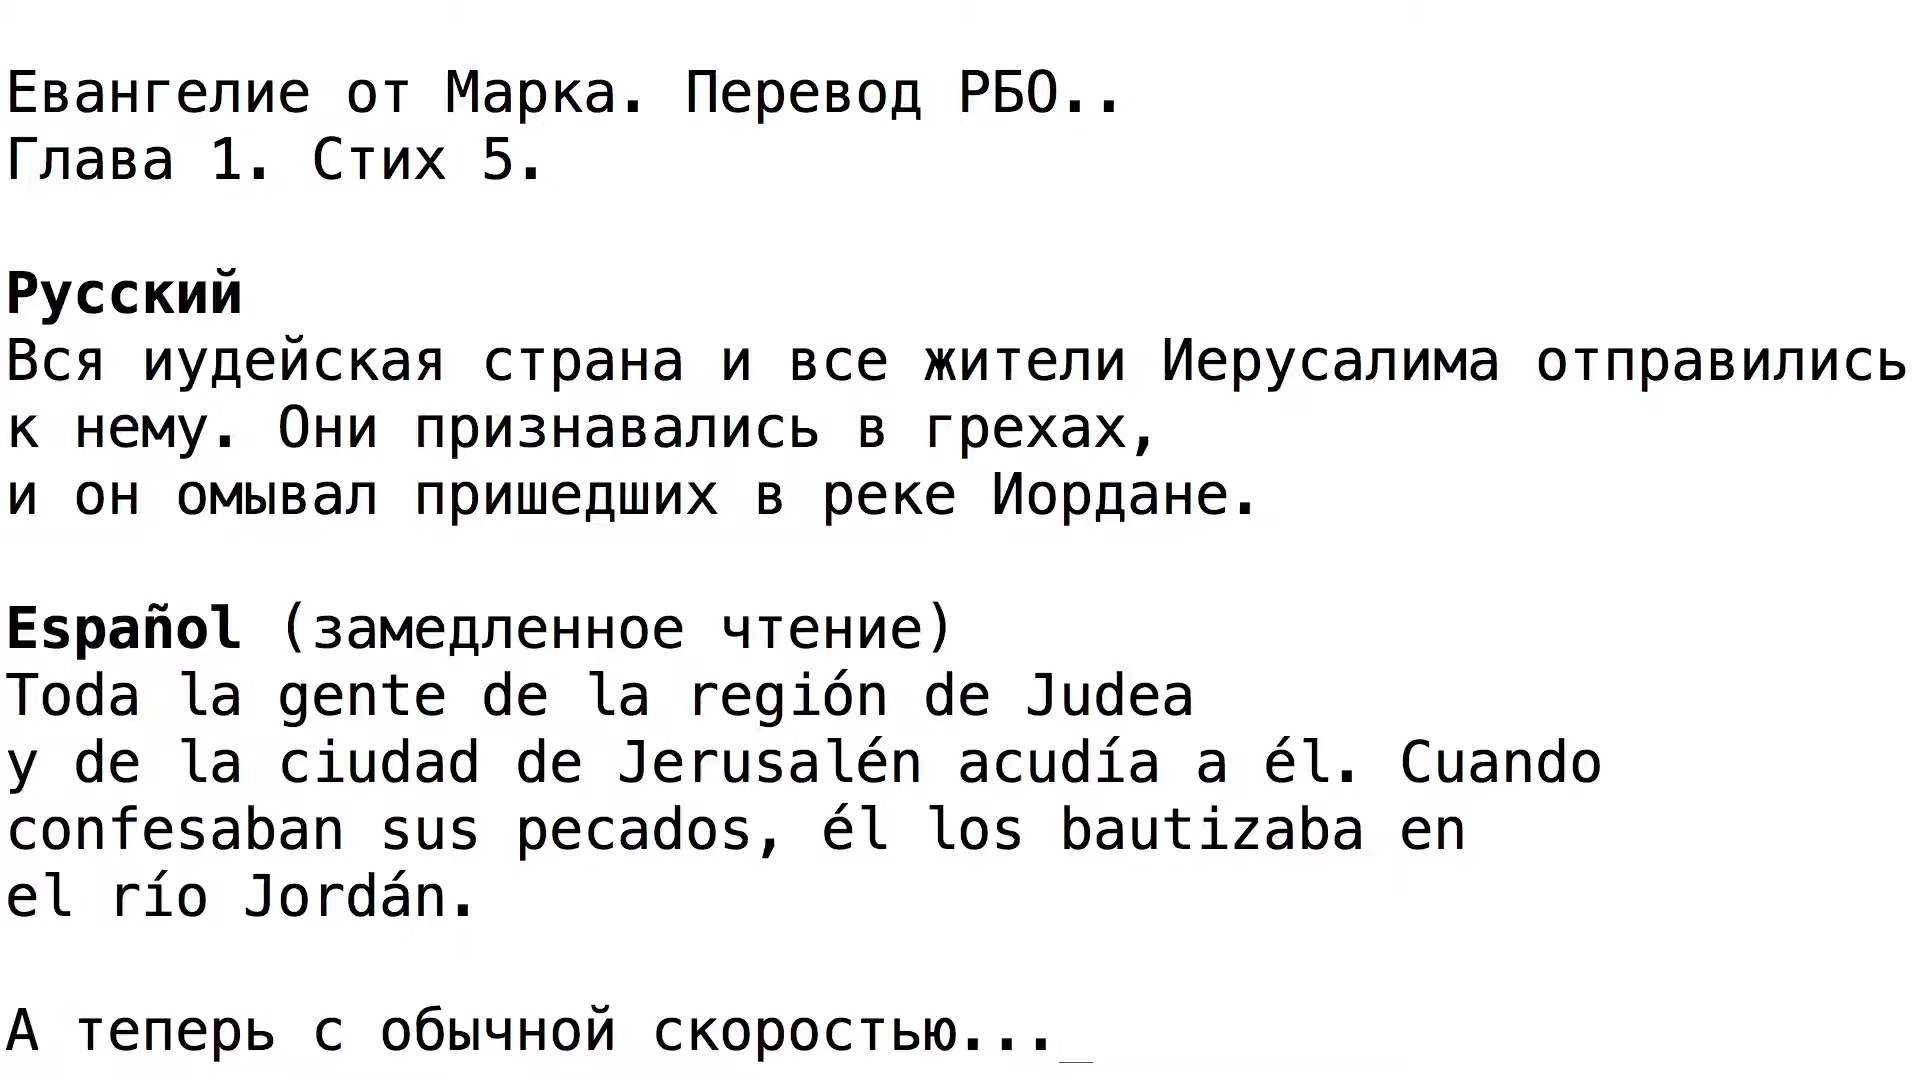 Евангелие от Марка. Перевод РБО..
Глава 1. Стих 5.
Русский
Вся иудейская страна и все жители Иерусалима отправились
к нему. Они признавались в грехах,
и он омывал пришедших в реке Иордане.
Español (замедленное чтение)
Toda la gente de la región de Judea
y de la ciudad de Jerusalén acudía a él. Cuando
confesaban sus pecados, él los bautizaba en
el río Jordán.
А теперь с обычной скоростью..._